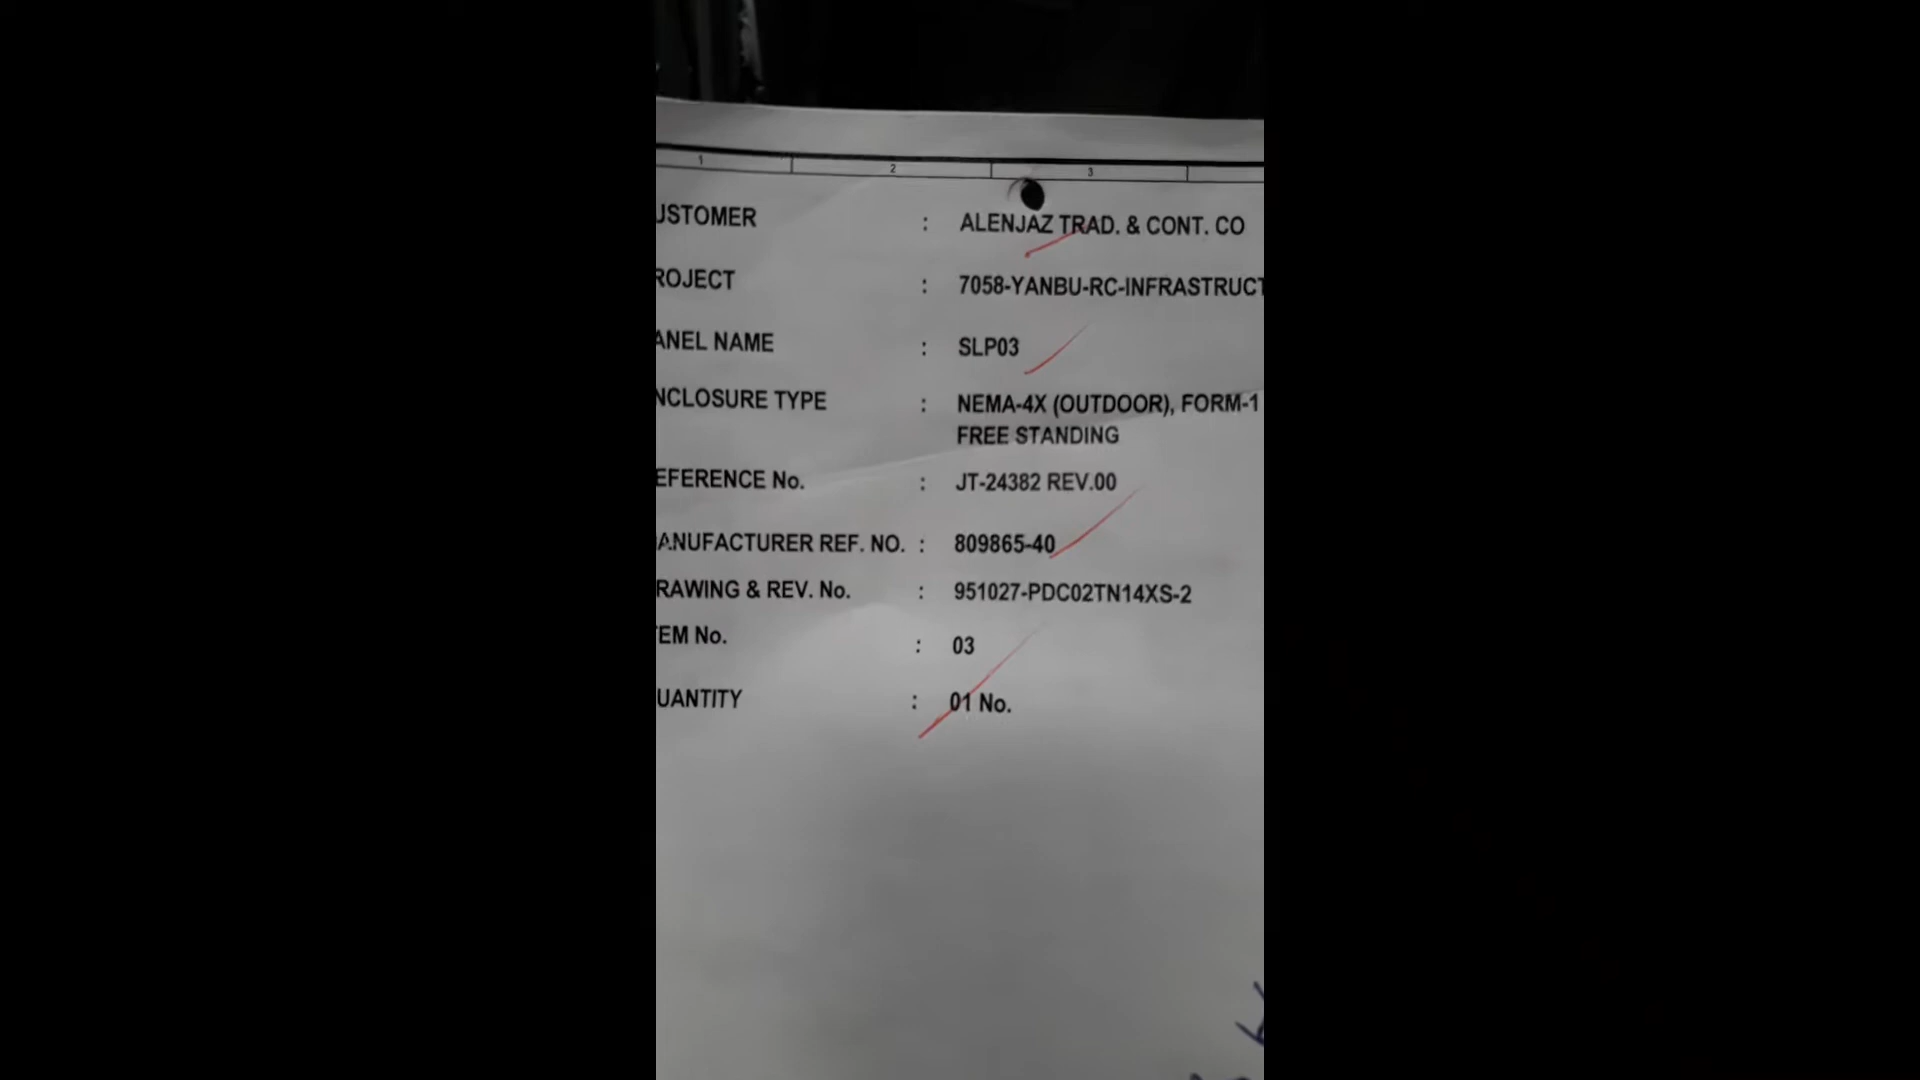 1 2 3
USTOMER : ALENJAZ TRAD. & CONT. CO
ROJECT : 7058-YANBU-RC-INFRASTRUCT
ANEL NAME : SLP03
NCLOSURE TYPE : NEMA-4X (OUTDOOR), FORM-1
FREE STANDING
EFERENCE No. : JT-24382 REV.00
ANUFACTURER REF. NO. : 809865-40
RAWING & REV. No. : 951027-PDC02TN14XS-2
EM No. : 03
UANTITY : 01 No.